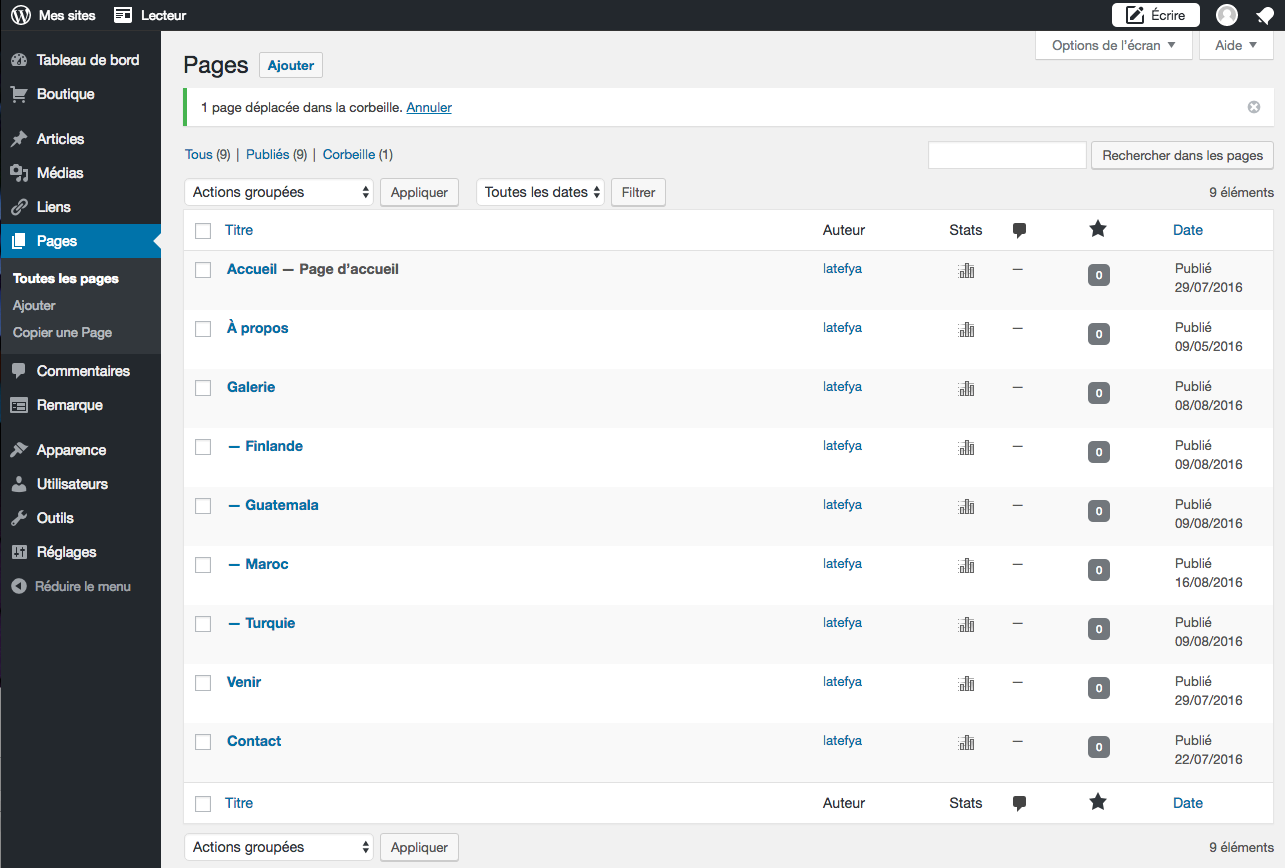 Mes sites Lecteur Écrire
Options de l'écran Aide
Tableau de bord
Boutique
Articles
Médias
Liens
Pages
Toutes les pages
Ajouter
Copier une Page
Commentaires
Remarque
Apparence
Utilisateurs
Outils
Réglages
Réduire le menu
Pages Ajouter
1 page déplacée dans la corbeille. Annuler
Tous (9) | Publiés (9) | Corbeille (1) Rechercher dans les pages
Actions groupées Appliquer Toutes les dates Filtrer 9 éléments
Titre Auteur Stats Date
Accueil — Page d’accueil latefya — 0 Publié
29/07/2016
À propos latefya — 0 Publié
09/05/2016
Galerie latefya — 0 Publié
08/08/2016
— Finlande latefya — 0 Publié
09/08/2016
— Guatemala latefya — 0 Publié
09/08/2016
— Maroc latefya — 0 Publié
16/08/2016
— Turquie latefya — 0 Publié
09/08/2016
Venir latefya — 0 Publié
29/07/2016
Contact latefya — 0 Publié
22/07/2016
Titre Auteur Stats Date
Actions groupées Appliquer 9 éléments